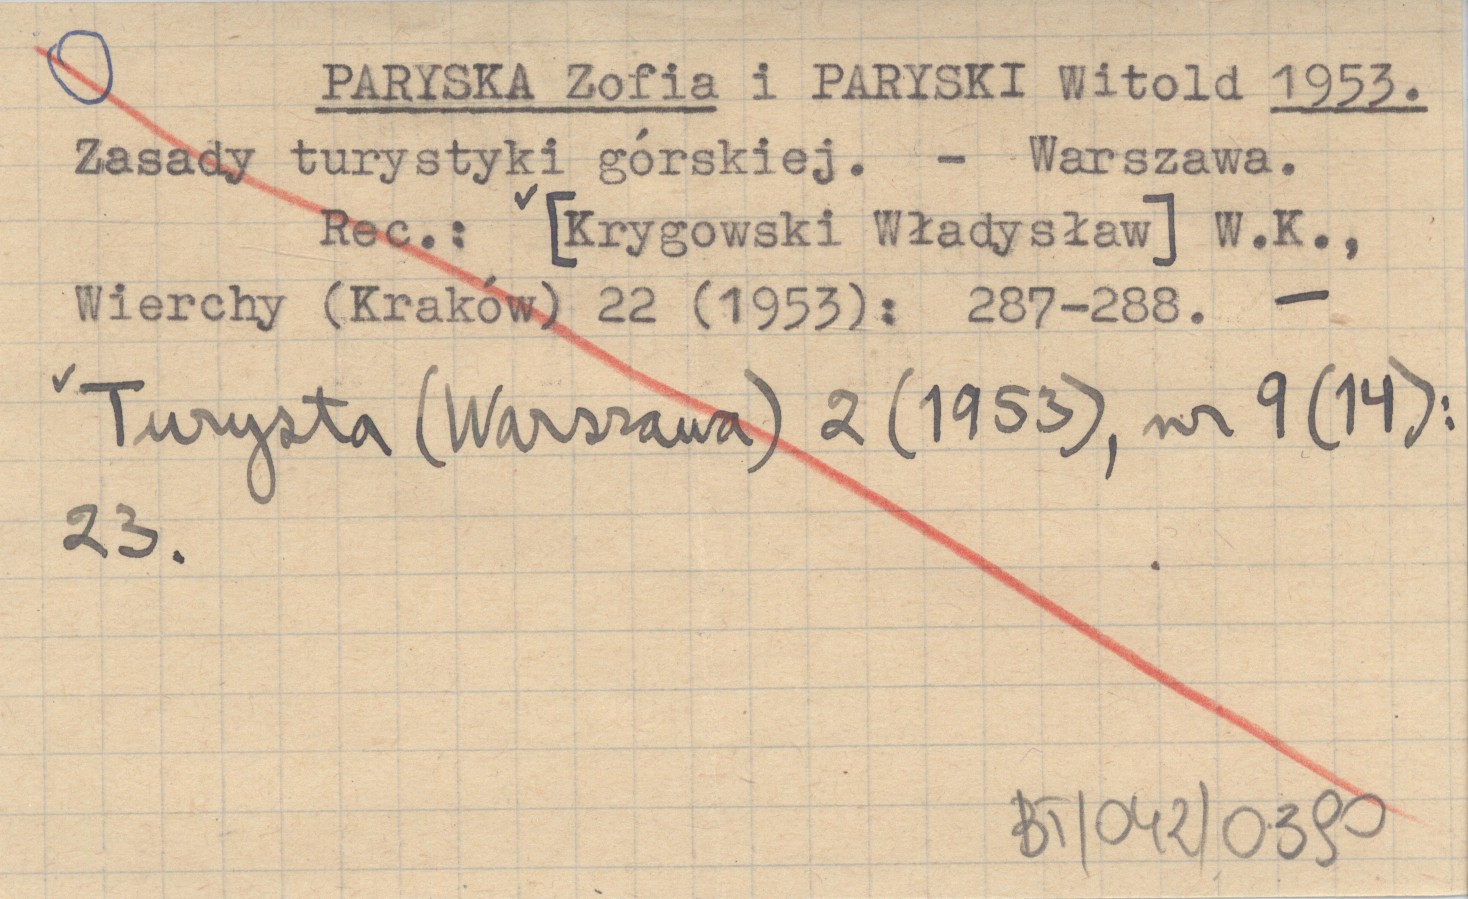 PARYSKA Zofia i PARYSKI Witold 1953.
Zasady turystyki górskiej. - Warszawa.
Rec.: ✓[Krygowski Władysław] W.K.,
Wierchy (Kraków) 22 (1953): 287-288. —
✓Turysta (Warszawa) 2 (1953), nr 9 (14):
23.
BT/042/0390